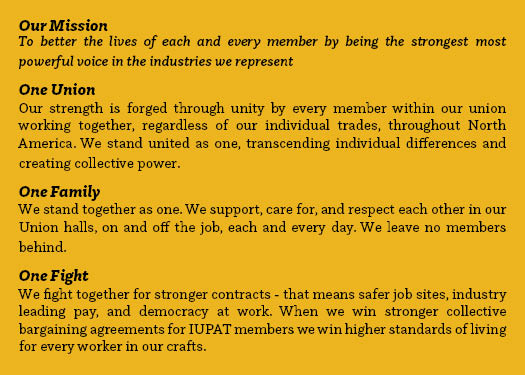 Our Mission
To better the lives of each and every member by being the strongest most
powerful voice in the industries we represent
One Union
Our strength is forged through unity by every member within our union
working together, regardless of our individual trades, throughout North
America. We stand united as one, transcending individual differences and
creating collective power.
One Family
We stand together as one. We support, care for, and respect each other in our
Union halls, on and off the job, each and every day. We leave no members
behind.
One Fight
We fight together for stronger contracts - that means safer job sites, industry
leading pay, and democracy at work. When we win stronger collective
bargaining agreements for IUPAT members we win higher standards of living
for every worker in our crafts.